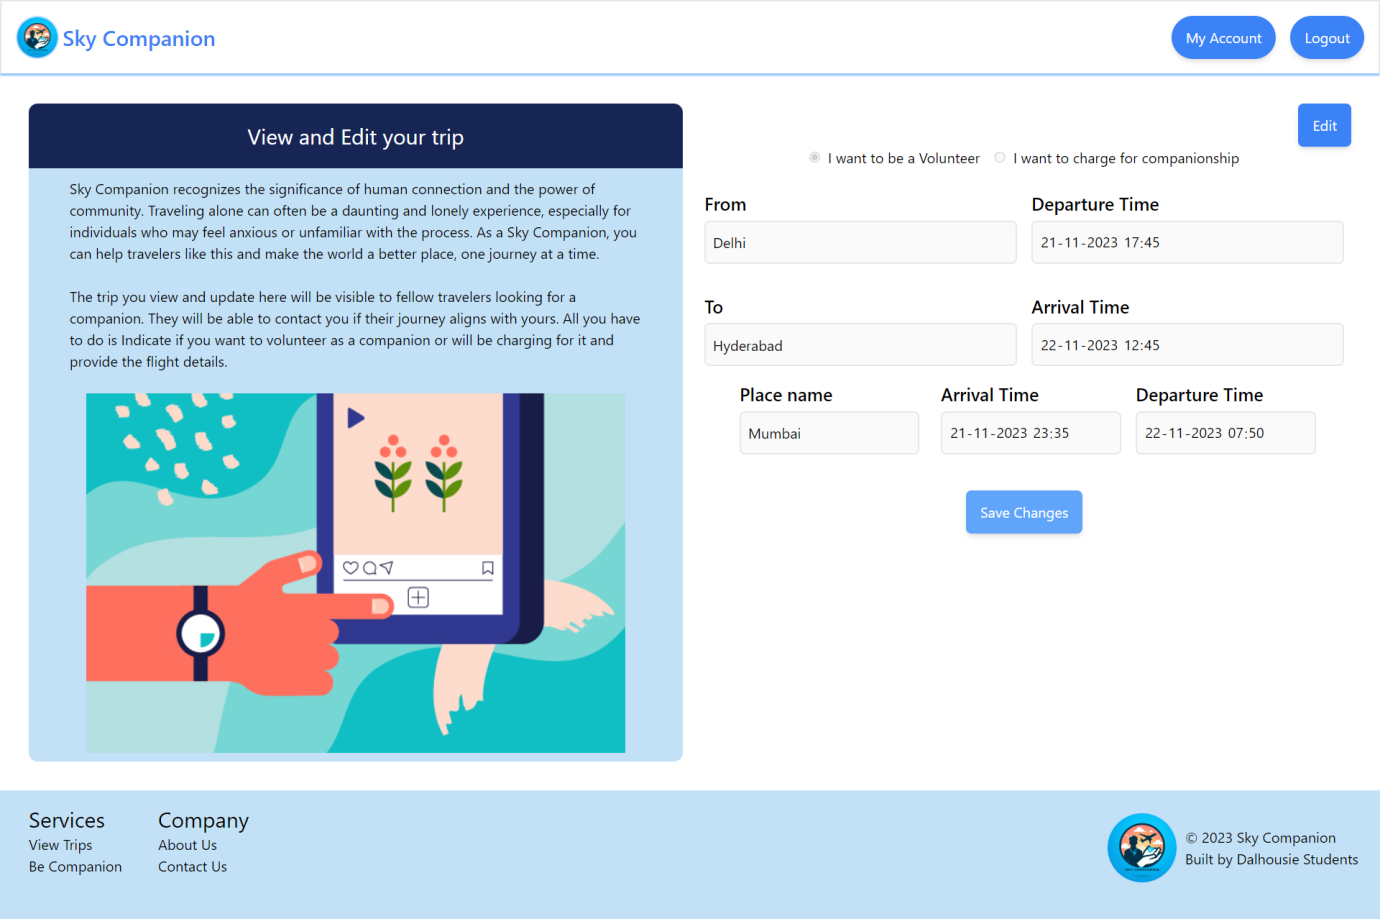 Sky Companion
My Account
Logout
View and Edit your trip
Sky Companion recognizes the significance of human connection and the power of
community. Traveling alone can often be a daunting and lonely experience, especially for
individuals who may feel anxious or unfamiliar with the process. As a Sky Companion, you
can help travelers like this and make the world a better place, one journey at a time.
The trip you view and update here will be visible to fellow travelers looking for a
companion. They will be able to contact you if their journey aligns with yours. All you have
to do is Indicate if you want to volunteer as a companion or will be charging for it and
provide the flight details.
Edit
I want to be a Volunteer
I want to charge for companionship
From
Departure Time
Delhi
21-11-2023 17:45
To
Arrival Time
Hyderabad
22-11-2023 12:45
Place name
Arrival Time
Departure Time
Mumbai
21-11-2023 23:35
22-11-2023 07:50
Save Changes
Services
View Trips
Be Companion
Company
About Us
Contact Us
© 2023 Sky Companion
Built by Dalhousie Students